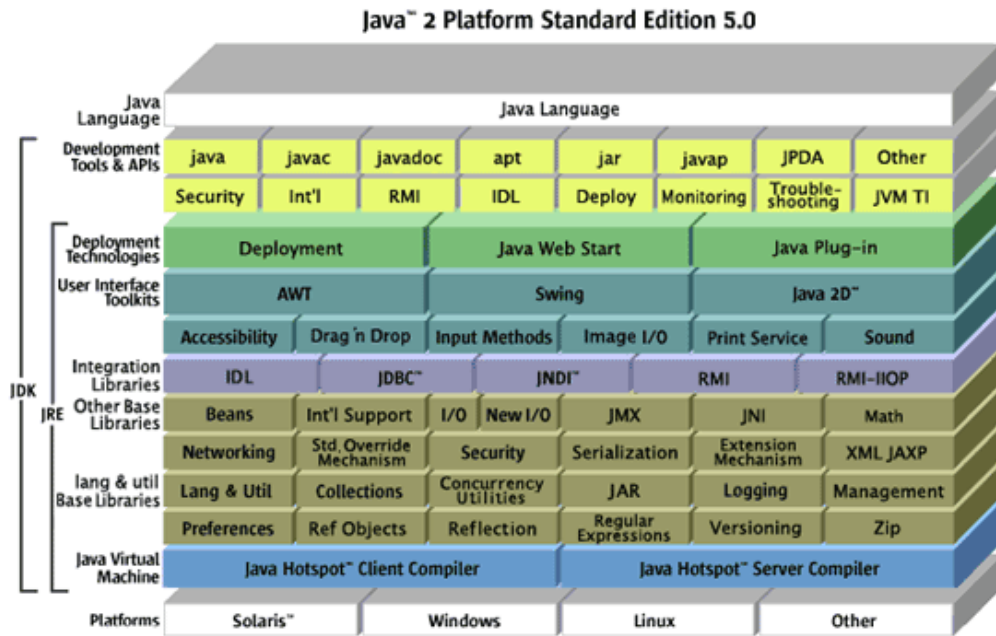 Java™ 2 Platform Standard Edition 5.0
Java
Language
Java Language
Development
Tools & APIs
java javac javadoc apt jar javap JPDA Other
Security Int'l RMI IDL Deploy Monitoring Trouble-
shooting JVM TI
Deployment
Technologies
Deployment Java Web Start Java Plug-in
User Interface
Toolkits
AWT Swing Java 2D™
Accessibility Drag 'n Drop Input Methods Image I/O Print Service Sound
Integration
Libraries
IDL JDBC™ JNDI™ RMI RMI-IIOP
JDK
JRE
Other Base
Libraries
Beans Int'l Support I/O New I/O JMX JNI Math
Networking Std. Override
Mechanism Security Serialization Extension
Mechanism XML JAXP
lang & util
Base Libraries
Lang & Util Collections Concurrency
Utilities JAR Logging Management
Preferences Ref Objects Reflection Regular
Expressions Versioning Zip
Java Virtual
Machine
Java Hotspot™ Client Compiler Java Hotspot™ Server Compiler
Platforms Solaris™ Windows Linux Other